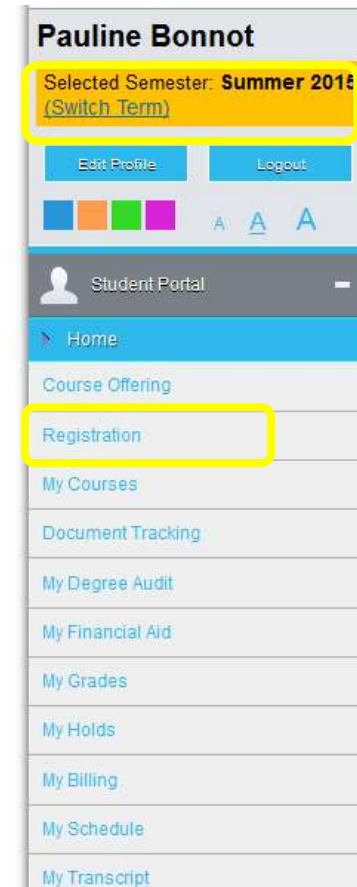 Pauline Bonnot
Selected Semester: Summer 2015
(Switch Term)
Edit Profile Logout
A A A
Student Portal
Home
Course Offering
Registration
My Courses
Document Tracking
My Degree Audit
My Financial Aid
My Grades
My Holds
My Billing
My Schedule
My Transcript